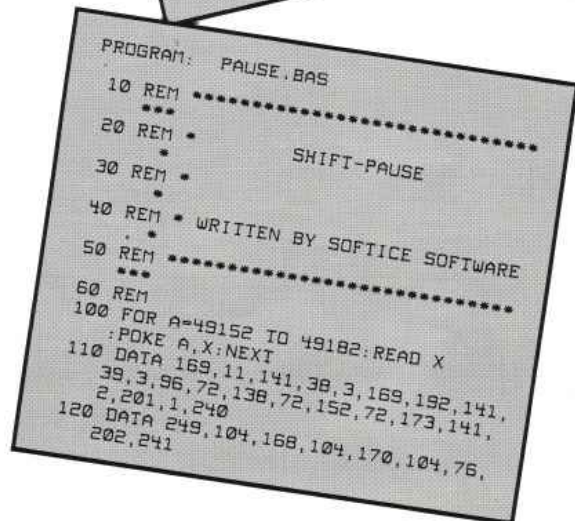 PROGRAM: PAUSE.BAS
10 REM ****************************
***
20 REM *
*
SHIFT-PAUSE
30 REM *
*
40 REM * WRITTEN BY SOFTICE SOFTWARE
*
50 REM ****************************
***
60 REM
100 FOR A=49152 TO 49182:READ X
:POKE A,X:NEXT
110 DATA 169,11,141,38,3,169,192,141,
39,3,96,72,138,72,152,72,173,141,
2,201,1,240
120 DATA 249,104,168,104,170,104,76,
202,241